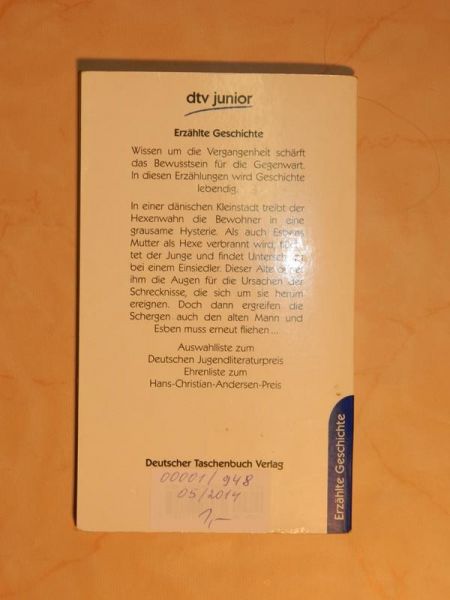 dtv junior
Erzählte Geschichte
Wissen um die Vergangenheit schärft
das Bewusstsein für die Gegenwart.
In diesen Erzählungen wird Geschichte
lebendig.
In einer dänischen Kleinstadt treibt der
Hexenwahn die Bewohner in eine
grausame Hysterie. Als auch Esbens
Mutter als Hexe verbrannt wird,
tet der Junge und findet
bei einem Einsiedler. Dieser Alte
ihm die Augen für die Ursachen der
Schrecknisse, die sich um sie herum
ereignen. Doch dann ergreifen die
Schergen auch den alten Mann und
Esben muss erneut fliehen ...
Auswahlliste zum
Deutschen Jugendliteraturpreis
Ehrenliste zum
Hans-Christian-Andersen-Preis
Deutscher Taschenbuch Verlag
00001/948
05/2014
1,-
Erzählte Geschichte